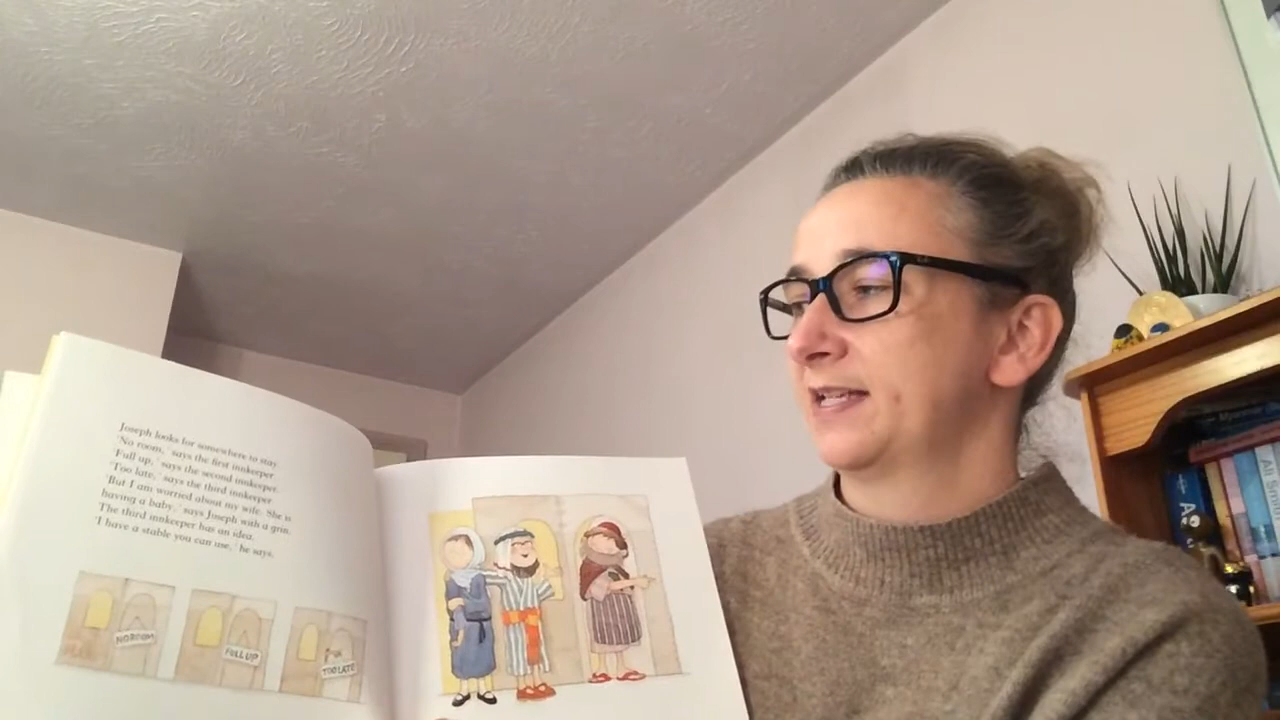 Joseph looks for somewhere to stay.
'No room,' says the first innkeeper.
'Full up,' says the second innkeeper.
'Too late,' says the third innkeeper.
'But I am worried about my wife. She is
having a baby,' says Joseph with a grin.
The third innkeeper has an idea.
'I have a stable you can use,' he says.
NO ROOM
FULL UP
TOO LATE
Myanmar
Ali Sm